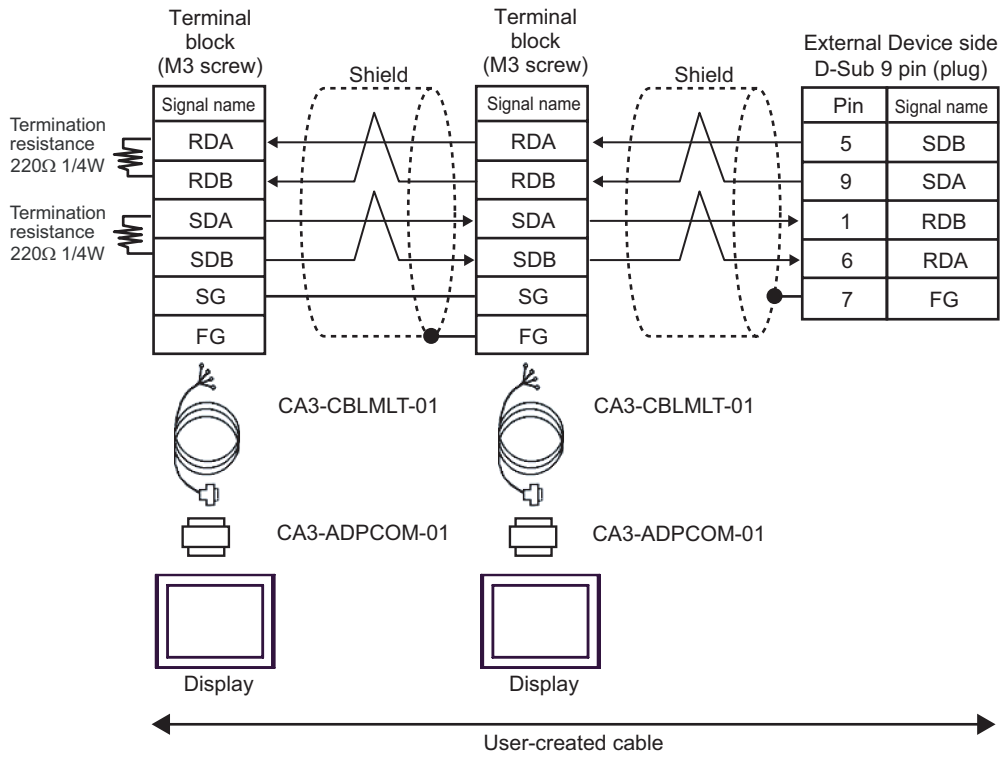 Terminal
block
(M3 screw)
Terminal
block
(M3 screw)
External Device side
D-Sub 9 pin (plug)
Shield
Shield
Termination
resistance
220Ω 1/4W
Termination
resistance
220Ω 1/4W
Signal name
RDA
RDB
SDA
SDB
SG
FG
Signal name
RDA
RDB
SDA
SDB
SG
FG
Pin Signal name
5 SDB
9 SDA
1 RDB
6 RDA
7 FG
CA3-CBLMLT-01
CA3-CBLMLT-01
CA3-ADPCOM-01
CA3-ADPCOM-01
Display
Display
User-created cable